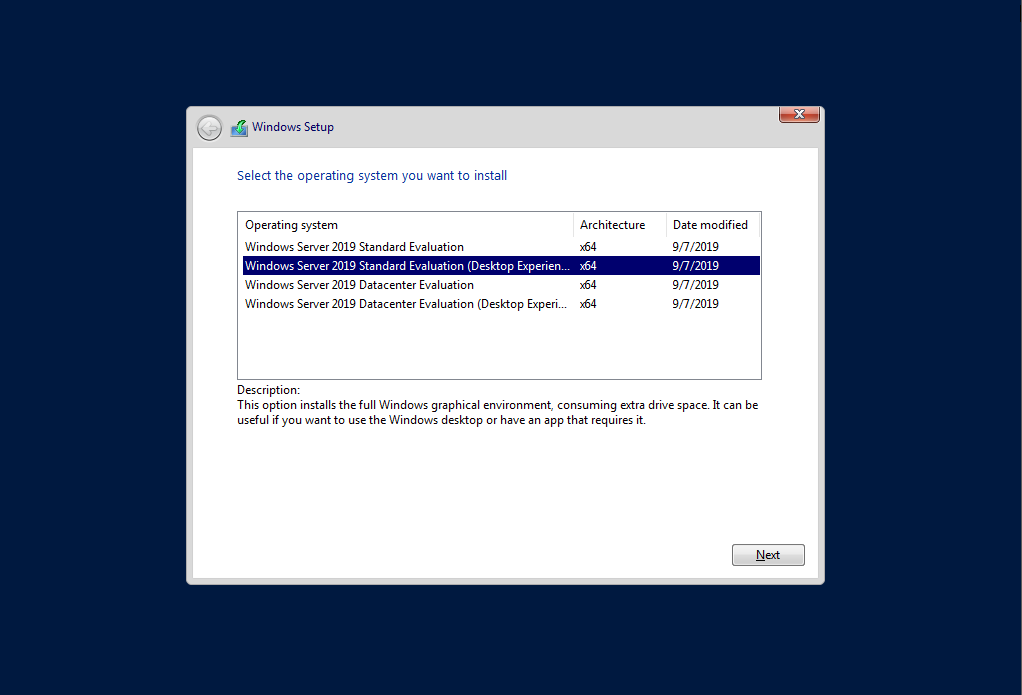 Windows Setup
Select the operating system you want to install
Operating system Architecture Date modified
Windows Server 2019 Standard Evaluation x64 9/7/2019
Windows Server 2019 Standard Evaluation (Desktop Experien... x64 9/7/2019
Windows Server 2019 Datacenter Evaluation x64 9/7/2019
Windows Server 2019 Datacenter Evaluation (Desktop Experi... x64 9/7/2019
Description:
This option installs the full Windows graphical environment, consuming extra drive space. It can be
useful if you want to use the Windows desktop or have an app that requires it.
Next